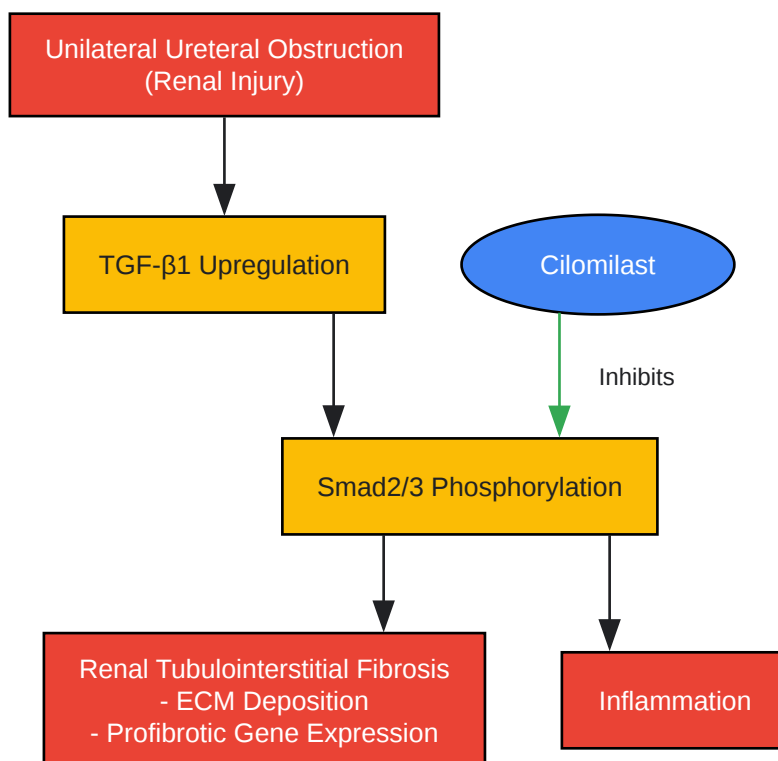 Unilateral Ureteral Obstruction
(Renal Injury)
TGF-β1 Upregulation
Cilomilast
Inhibits
Smad2/3 Phosphorylation
Renal Tubulointerstitial Fibrosis
- ECM Deposition
- Profibrotic Gene Expression
Inflammation